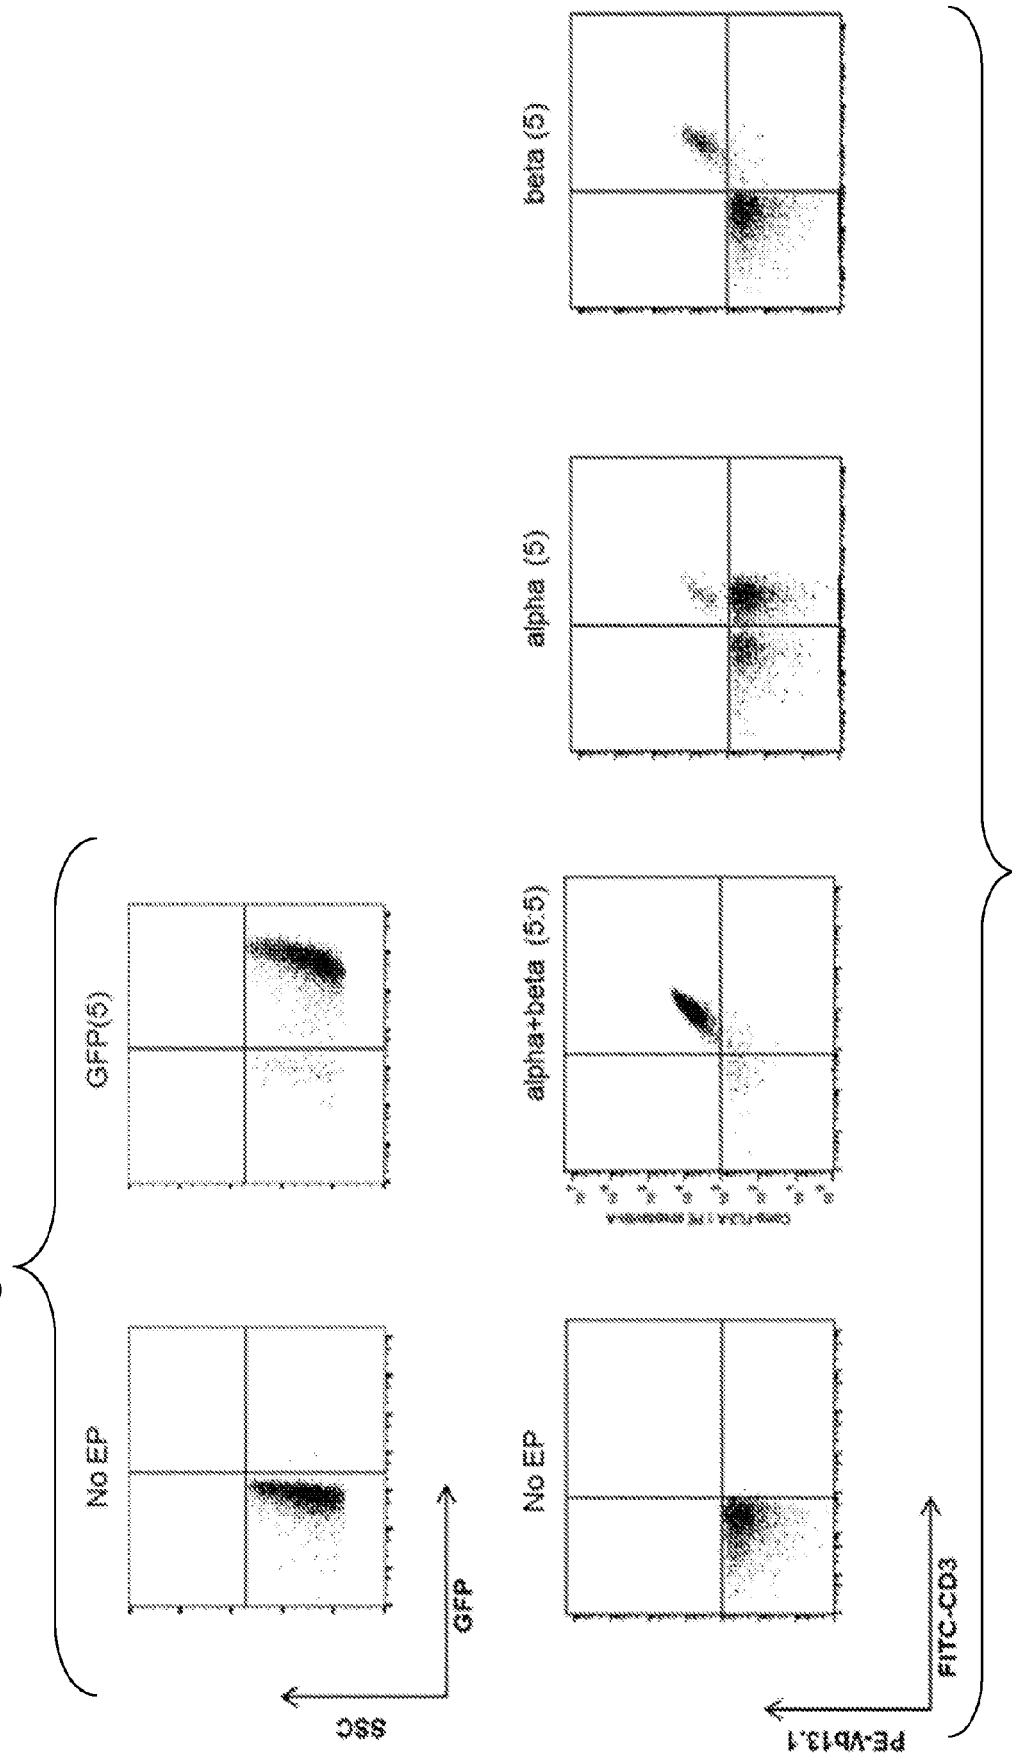 No EP
GFP(5)
SSC
GFP
No EP
alpha+beta (5:5)
alpha (5)
beta (5)
PE-Vb13.1
FITC-CD3